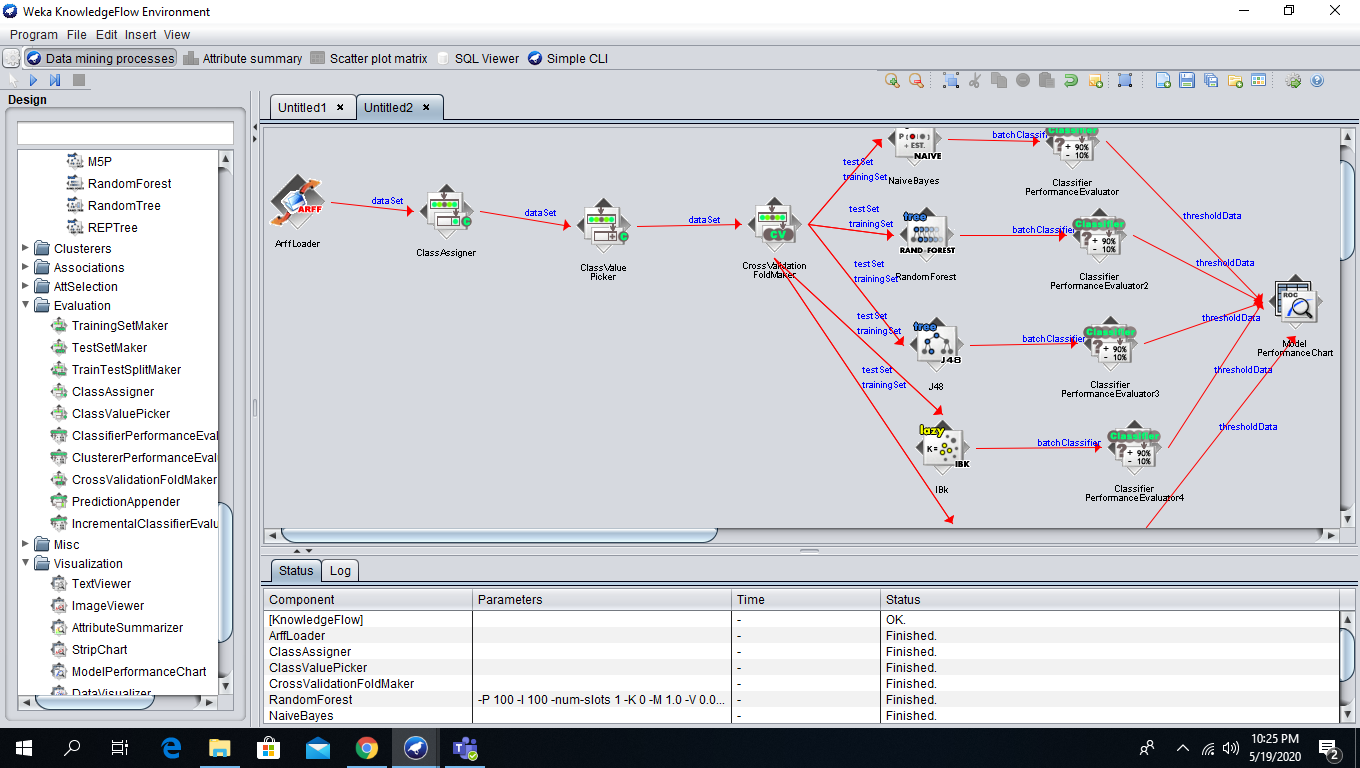 Weka KnowledgeFlow Environment
Program File Edit Insert View
Data mining processes Attribute summary Scatter plot matrix SQL Viewer Simple CLI
Design
M5P
RandomForest
RandomTree
REPTree
Clusterers
Associations
AttSelection
Evaluation
TrainingSetMaker
TestSetMaker
TrainTestSplitMaker
ClassAssigner
ClassValuePicker
ClassifierPerformanceEval
ClustererPerformanceEval
CrossValidationFoldMaker
PredictionAppender
IncrementalClassifierEvalu
Misc
Visualization
TextViewer
ImageViewer
AttributeSummarizer
StripChart
ModelPerformanceChart
DataVisualizer
Untitled1 Untitled2
ARFF
ArffLoader
dataSet
C
ClassAssigner
dataSet
C
ClassValue
Picker
dataSet
CV
CrossValidation
FoldMaker
testSet
trainingSet
P( | )
+ EST.
NAIVE
NaiveBayes
batchClassifier
Classifier
? + 90%
- 10%
Classifier
PerformanceEvaluator
thresholdData
testSet
trainingSet
tree
RAND-FOREST
RandomForest
batchClassifier
Classifier
? + 90%
- 10%
Classifier
PerformanceEvaluator2
thresholdData
testSet
trainingSet
testSet
trainingSet
tree
J48
J48
batchClassifier
Classifier
? + 90%
- 10%
Classifier
PerformanceEvaluator3
thresholdData
ROC
Model
PerformanceChart
testSet
trainingSet
thresholdData
lazy
K=
IBK
IBk
batchClassifier
Classifier
? + 90%
- 10%
Classifier
PerformanceEvaluator4
thresholdData
Status Log
Component Parameters Time Status
[KnowledgeFlow] - OK.
ArffLoader - Finished.
ClassAssigner - Finished.
ClassValuePicker - Finished.
CrossValidationFoldMaker - Finished.
RandomForest -P 100 -I 100 -num-slots 1 -K 0 -M 1.0 -V 0.0... - Finished.
NaiveBayes - Finished.
10:25 PM
5/19/2020
2